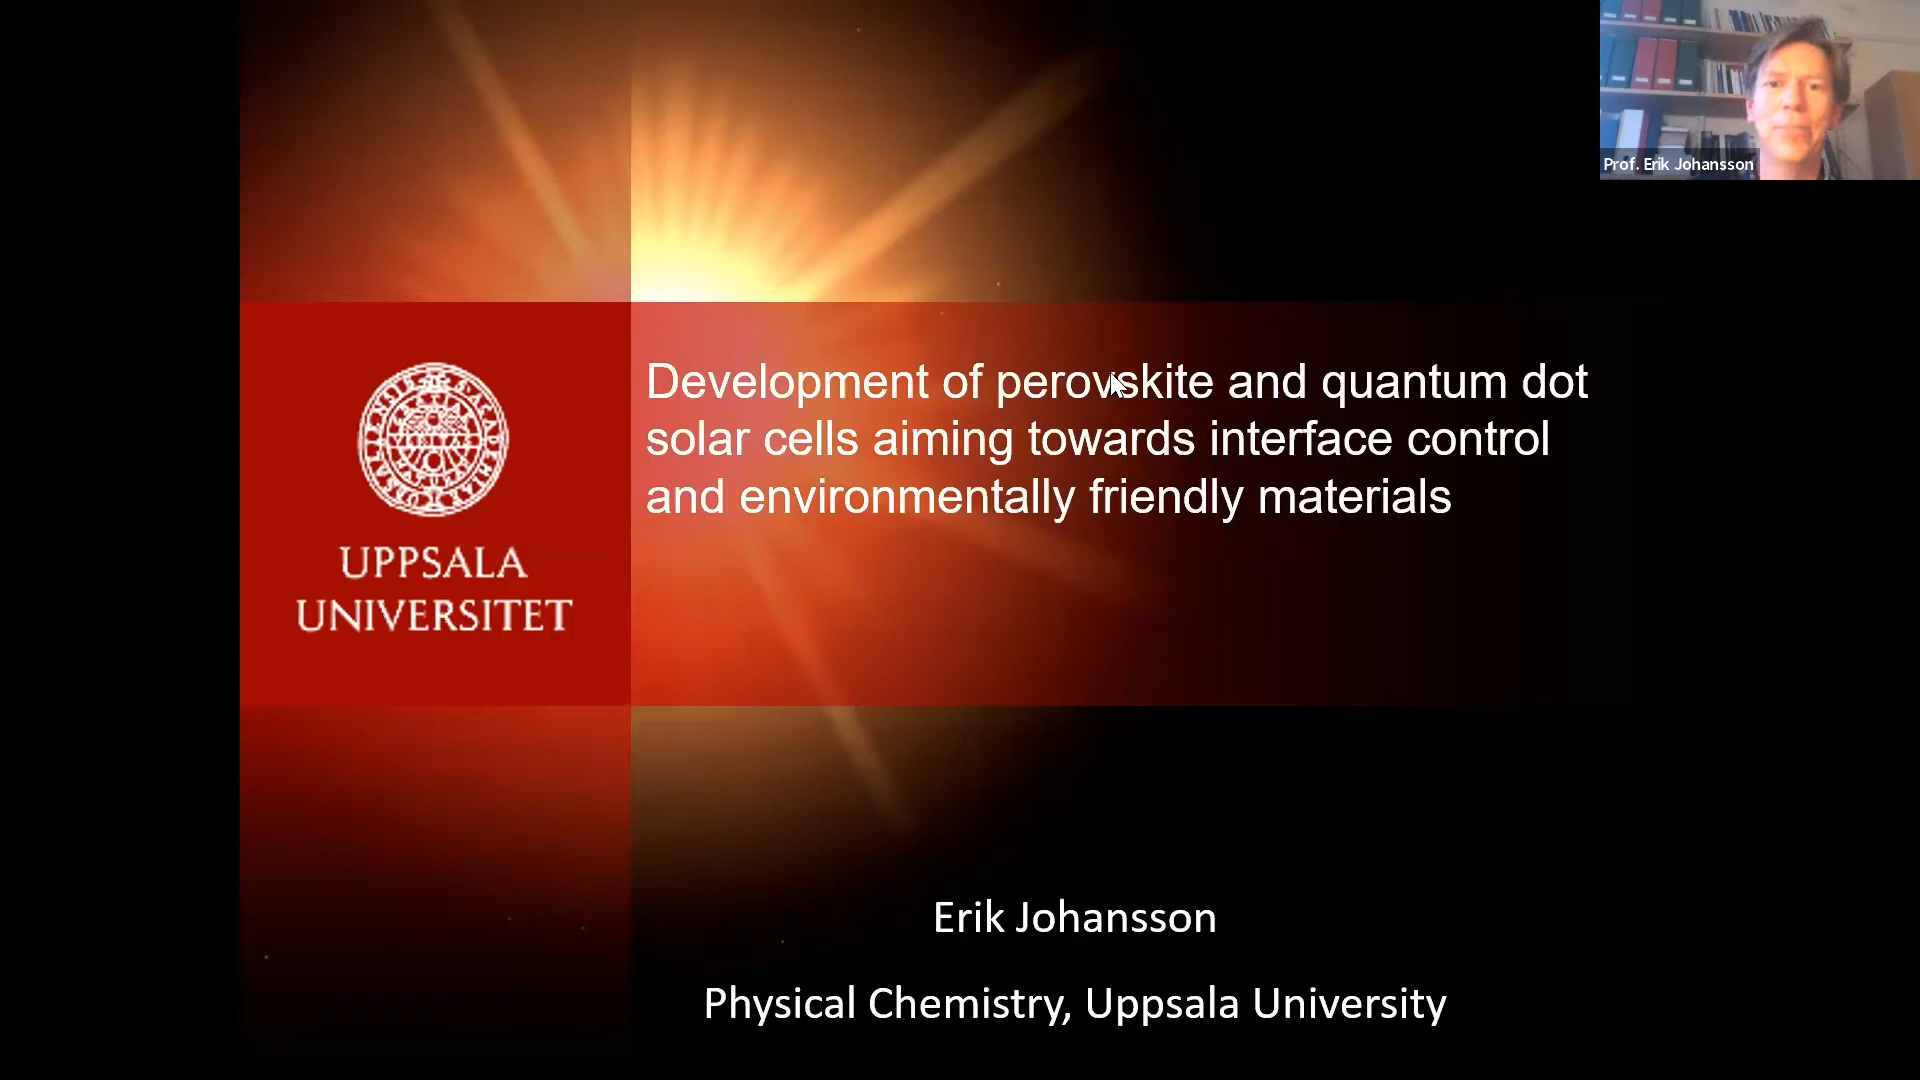 Prof. Erik Johansson
Development of perovskite and quantum dot
solar cells aiming towards interface control
and environmentally friendly materials
UPPSALA
UNIVERSITET
Erik Johansson
Physical Chemistry, Uppsala University